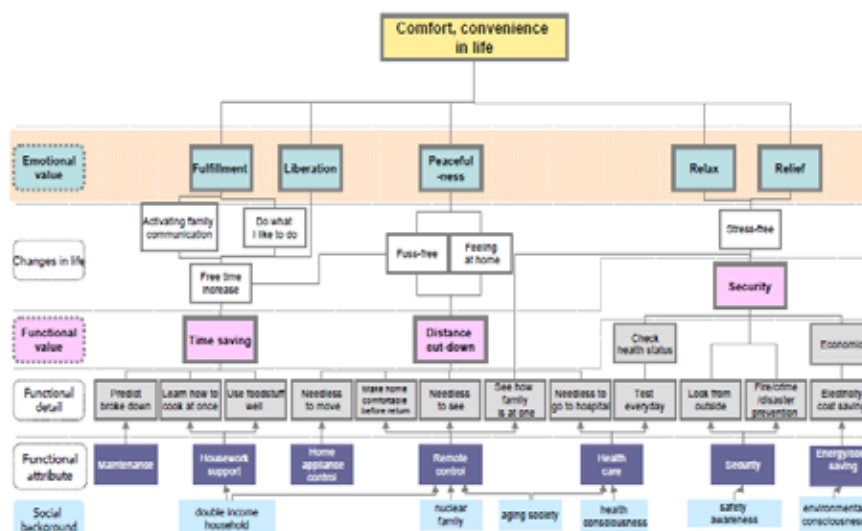 Comfort, convenience
in life
Emotional
value
Fulfillment
Liberation
Peaceful
-ness
Relax
Relief
Activating family
communication
Do what
I like to do
Changes in life
Fuss-free
Feeling
at home
Stress-free
Free time
increase
Security
Functional
value
Time saving
Distance
cut-down
Check
health status
Economic
Functional
detail
Predict
broke down
Learn how to
cook at once
Use foodstuff
well
Needless
to move
Make home
comfortable
before return
Needless
to see
See how
family
is at one
Needless to
go to hospital
Test
everyday
Look from
outside
Fire/crime
/disaster
prevention
Electricity
cost saving
Functional
attribute
Maintenance
Housework
support
Home
appliance
control
Remote
control
Health
care
Security
saving
Social
background
double income
household
nuclear
family
aging society
health
consciousness
safety
awareness